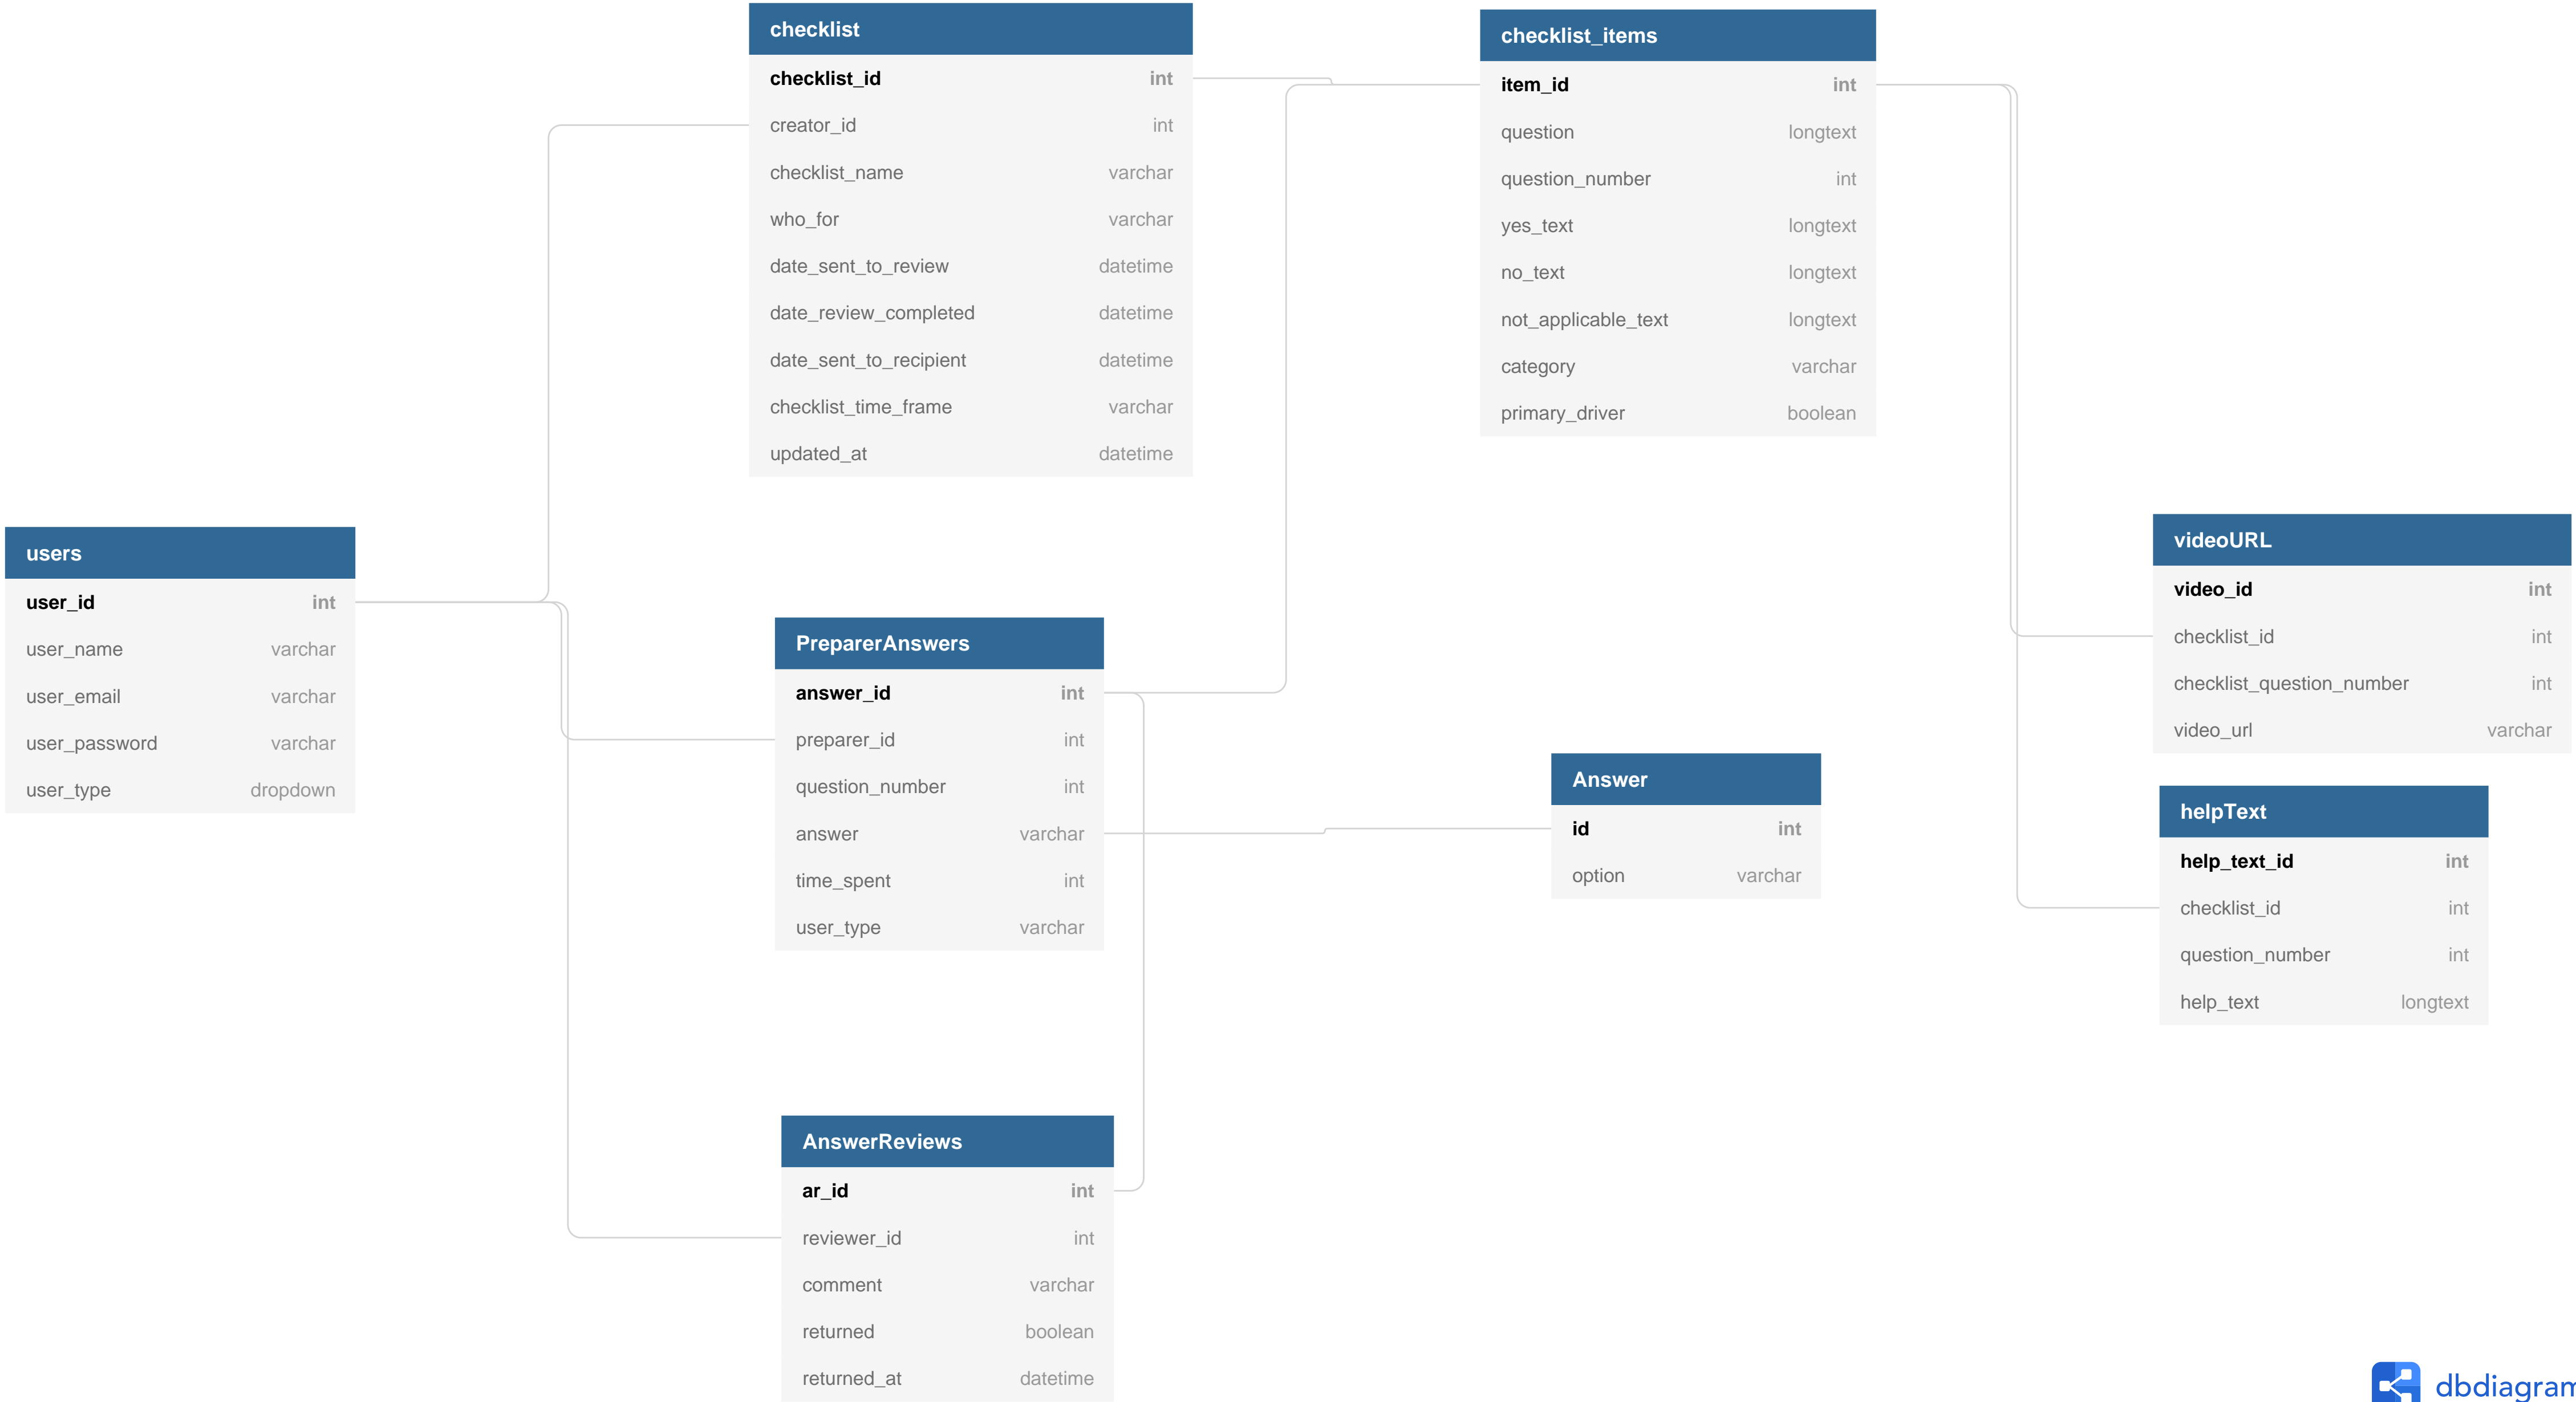 checklist
checklist_id int
creator_id int
checklist_name varchar
who_for varchar
date_sent_to_review datetime
date_review_completed datetime
date_sent_to_recipient datetime
checklist_time_frame varchar
updated_at datetime
checklist_items
item_id int
question longtext
question_number int
yes_text longtext
no_text longtext
not_applicable_text longtext
category varchar
primary_driver boolean
users
user_id int
user_name varchar
user_email varchar
user_password varchar
user_type dropdown
PreparerAnswers
answer_id int
preparer_id int
question_number int
answer varchar
time_spent int
user_type varchar
Answer
id int
option varchar
videoURL
video_id int
checklist_id int
checklist_question_number int
video_url varchar
helpText
help_text_id int
checklist_id int
question_number int
help_text longtext
AnswerReviews
ar_id int
reviewer_id int
comment varchar
returned boolean
returned_at datetime
dbdiagram